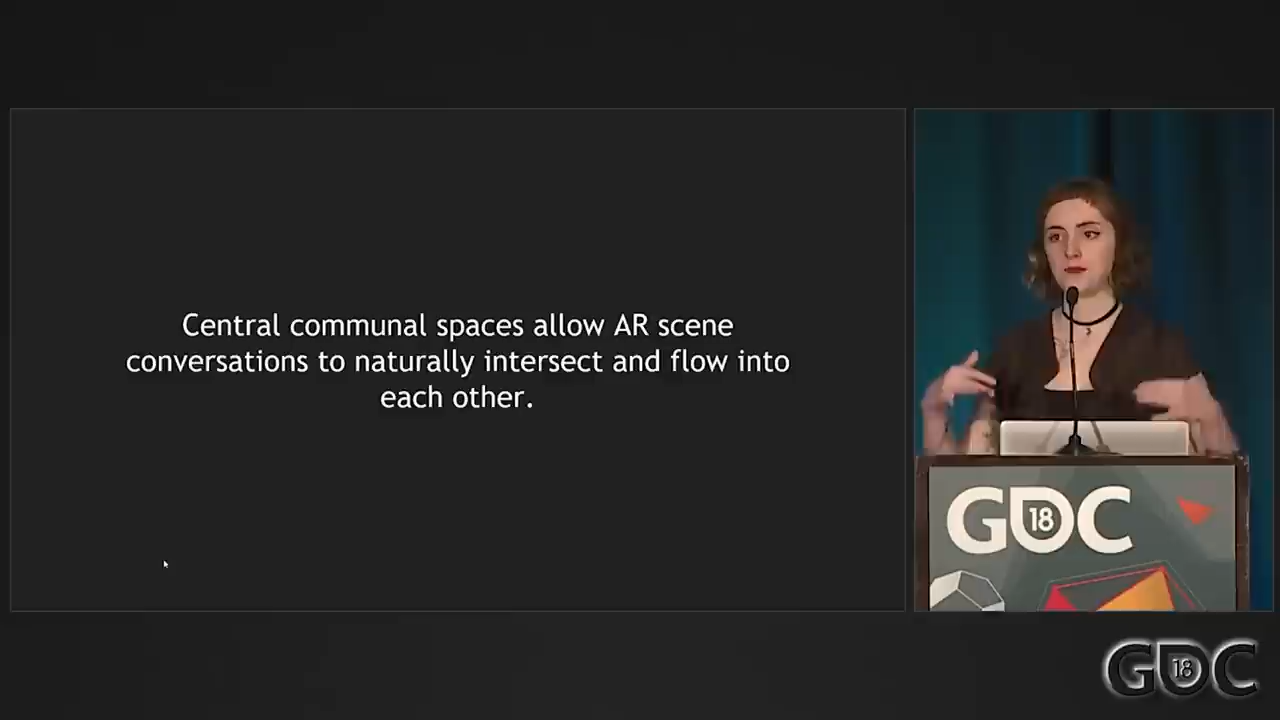 Central communal spaces allow AR scene
conversations to naturally intersect and flow into
each other.
GDC 18
GDC 18